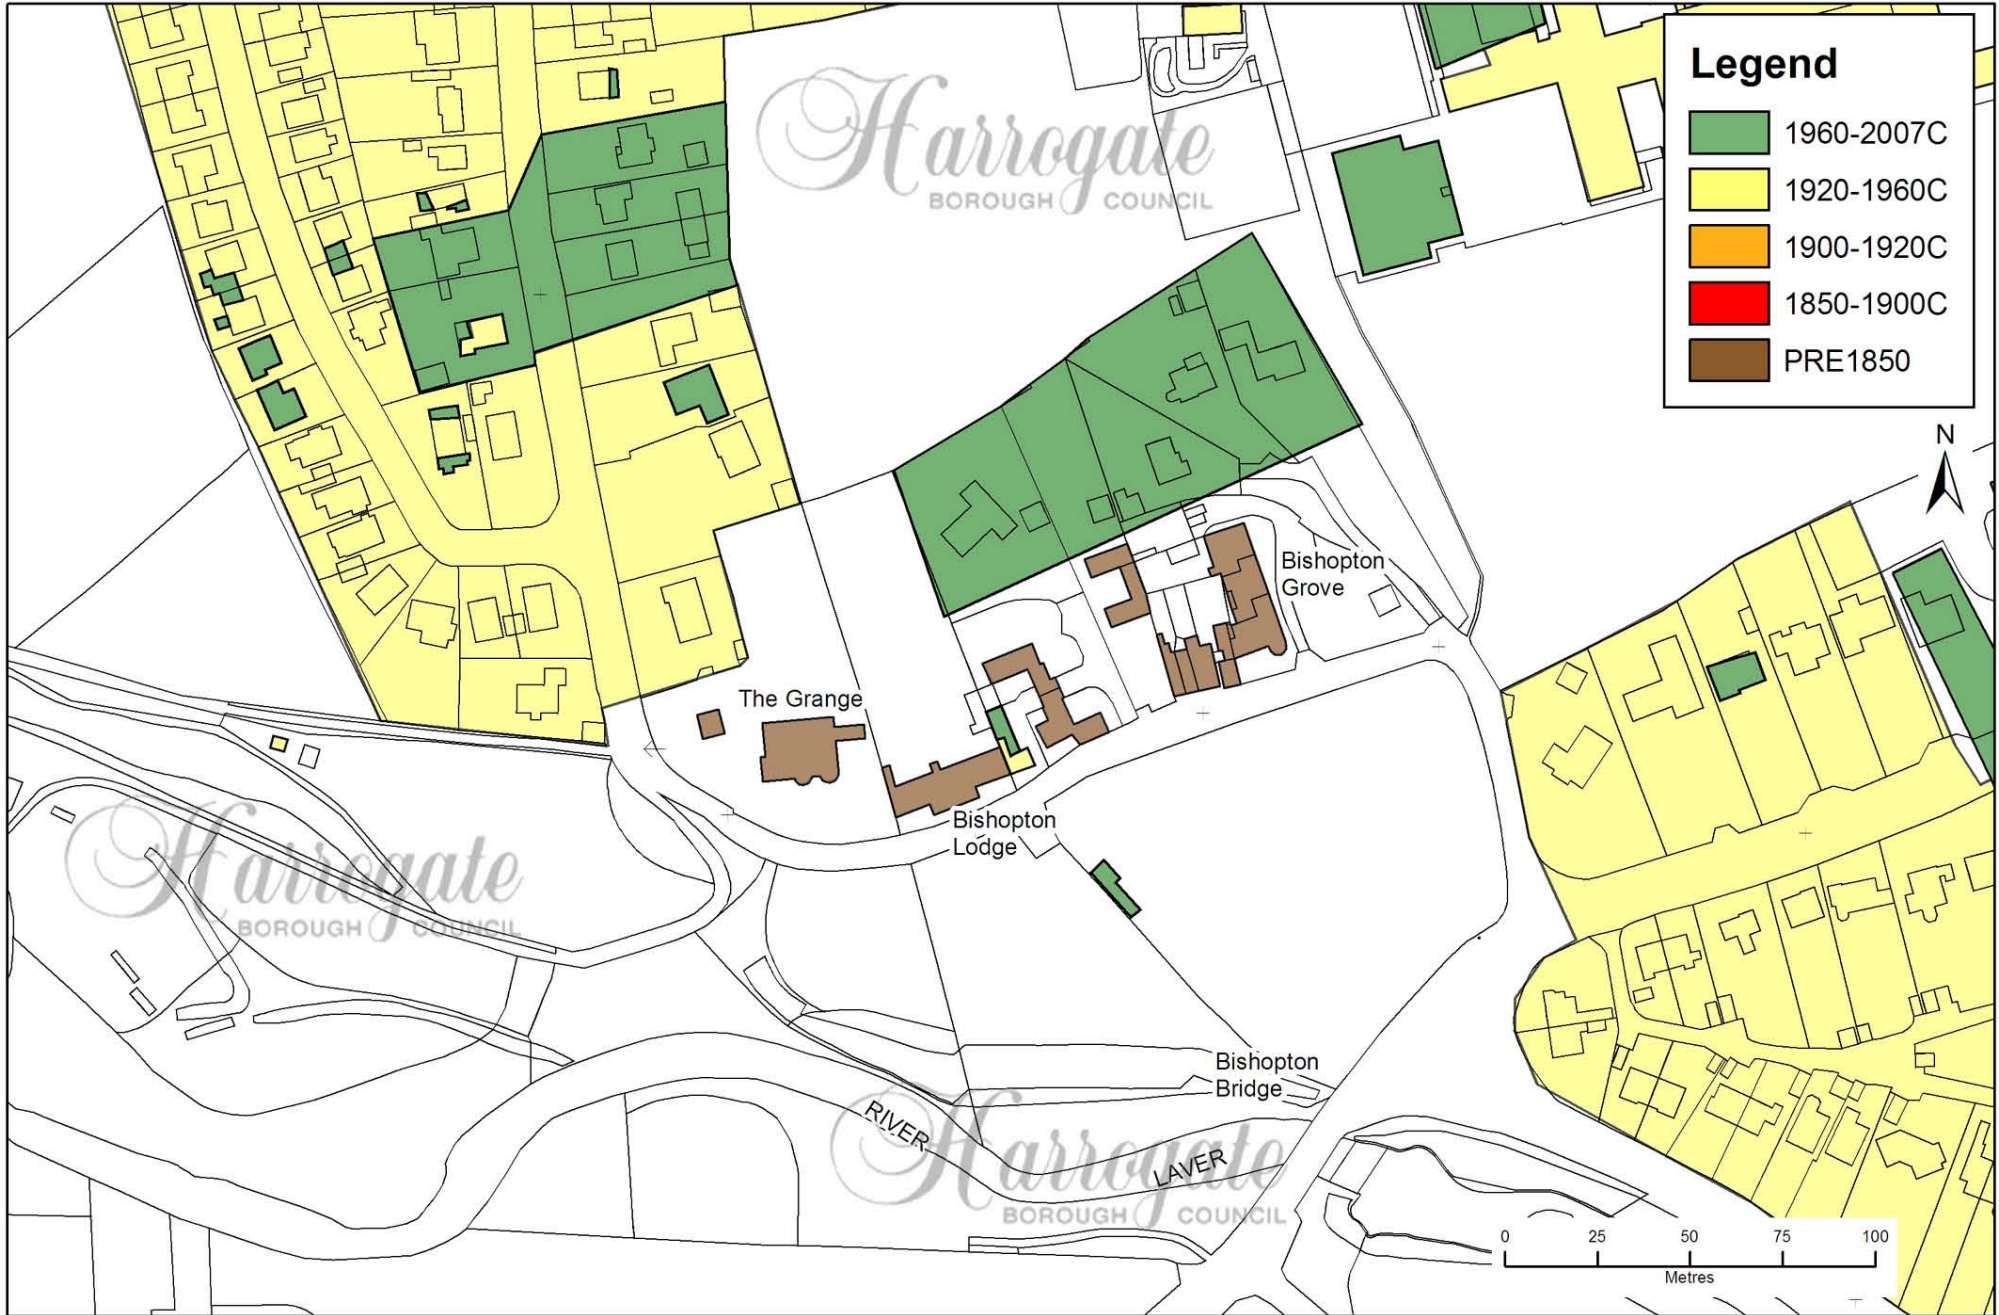 Harrogate
BOROUGH COUNCIL
Legend
1960-2007C
1920-1960C
1900-1920C
1850-1900C
PRE1850
N
Bishopton
Grove
The Grange
Bishopton
Lodge
Harrogate
BOROUGH COUNCIL
Bishopton
Bridge
RIVER
LAVER
Harrogate
BOROUGH COUNCIL
0 25 50 75 100
Metres